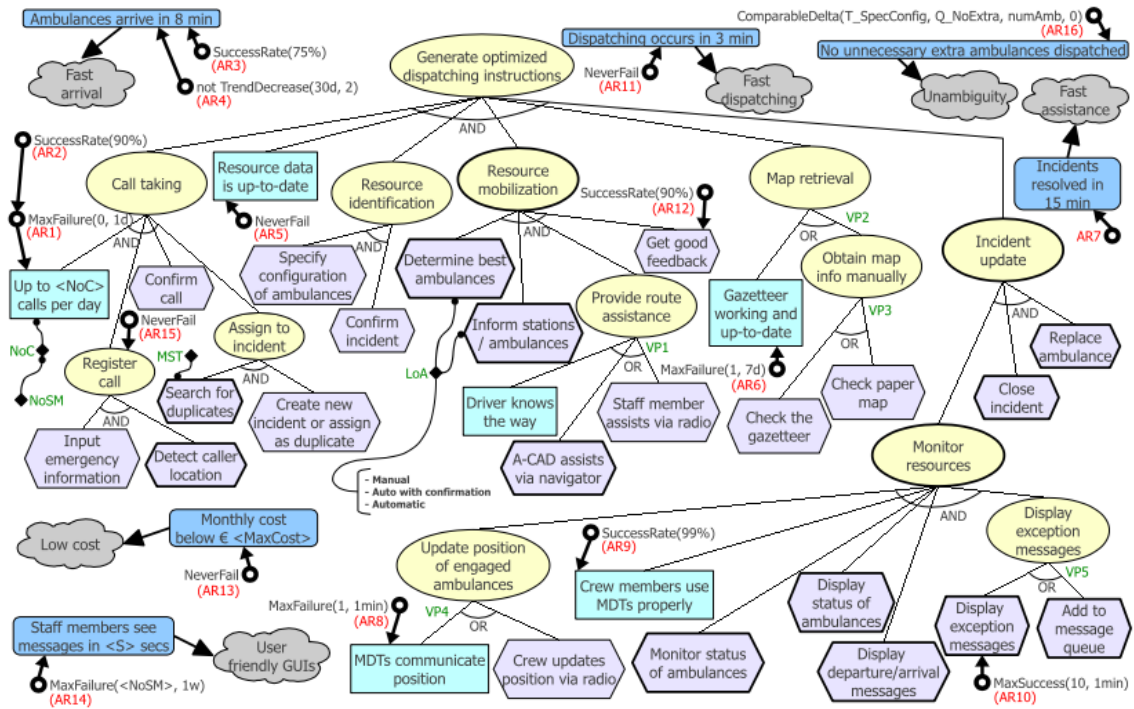 Ambulances arrive in 8 min
SuccessRate(75%)
(AR3)
Fast
arrival
not TrendDecrease(30d, 2)
(AR4)
Generate optimized
dispatching instructions
AND
Dispatching occurs in 3 min
NeverFail
(AR11)
Fast
dispatching
ComparableDelta(T_SpecConfig, Q_NoExtra, numAmb, 0)
(AR16)
No unnecessary extra ambulances dispatched
Unambiguity
Fast
assistance
Incidents
resolved in
15 min
AR7
SuccessRate(90%)
(AR2)
MaxFailure(0, 1d)
(AR1)
Call taking
AND
Resource data
is up-to-date
NeverFail
(AR5)
Resource
identification
AND
Resource
mobilization
AND
SuccessRate(90%)
(AR12)
Get good
feedback
Map retrieval
VP2
OR
Obtain map
info manually
VP3
OR
Incident
update
AND
Up to <NoC>
calls per day
Confirm
call
NeverFail
(AR15)
Assign to
incident
AND
Specify
configuration
of ambulances
Confirm
incident
Determine best
ambulances
Inform stations
/ ambulances
Provide route
assistance
VP1
OR
Gazetteer
working and
up-to-date
MaxFailure(1, 7d)
(AR6)
Replace
ambulance
Close
incident
NoC
NoSM
Register
call
AND
MST
Search for
duplicates
Create new
incident or assign
as duplicate
LoA
Driver knows
the way
Staff member
assists via radio
Check the
gazetteer
Check paper
map
Input
emergency
information
Detect caller
location
A-CAD assists
via navigator
- Manual
- Auto with confirmation
- Automatic
Monitor
resources
AND
Low cost
Monthly cost
below € <MaxCost>
NeverFail
(AR13)
Update position
of engaged
ambulances
VP4
OR
SuccessRate(99%)
(AR9)
Crew members use
MDTs properly
Display
exception
messages
VP5
OR
MaxFailure(1, 1min)
(AR8)
Display
status of
ambulances
Display
exception
messages
Add to
message
queue
Staff members see
messages in <S> secs
User
friendly GUIs
MaxFailure(<NoSM>, 1w)
(AR14)
MDTs communicate
position
Crew updates
position via radio
Monitor status
of ambulances
Display
departure/arrival
messages
MaxSuccess(10, 1min)
(AR10)